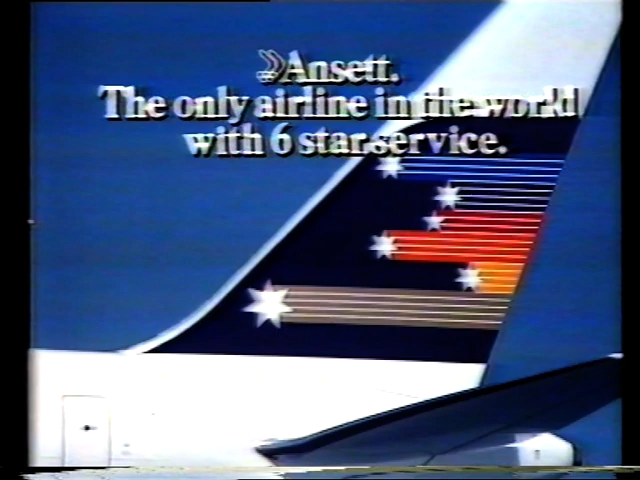 Ansett.
The only airline in the world
with 6 star service.